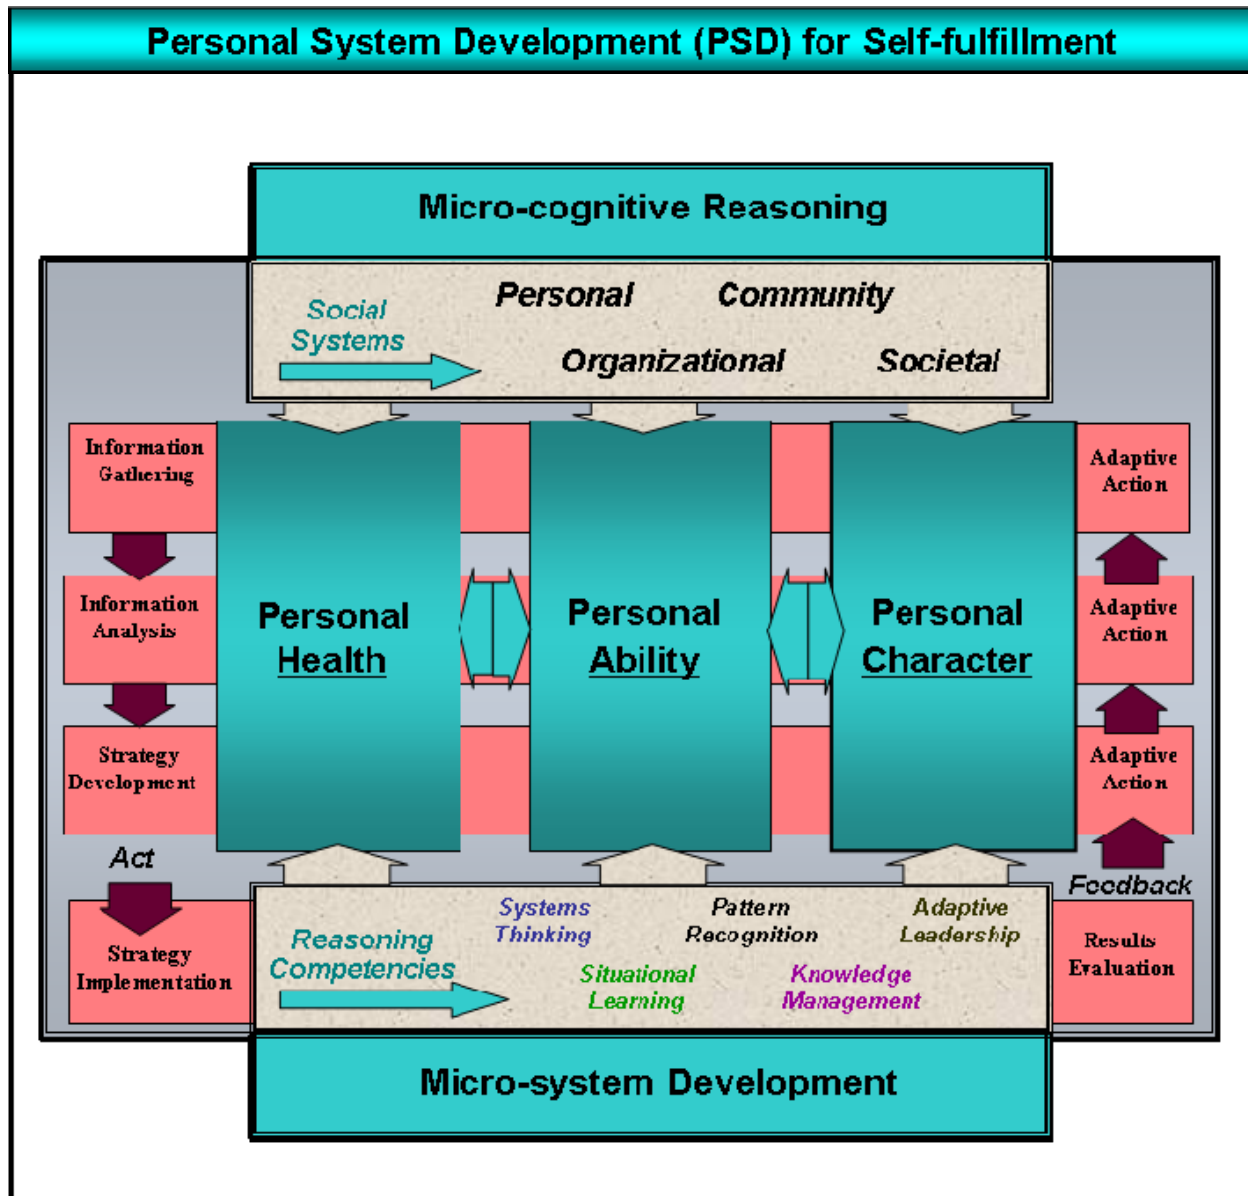 Personal System Development (PSD) for Self-fulfillment
Micro-cognitive Reasoning
Social
Systems
Personal
Community
Organizational
Societal
Information
Gathering
Information
Analysis
Strategy
Development
Act
Strategy
Implementation
Personal
Health
Personal
Ability
Personal
Character
Adaptive
Action
Adaptive
Action
Adaptive
Action
Feedback
Results
Evaluation
Reasoning
Competencies
Systems
Thinking
Pattern
Recognition
Adaptive
Leadership
Situational
Learning
Knowledge
Management
Micro-system Development